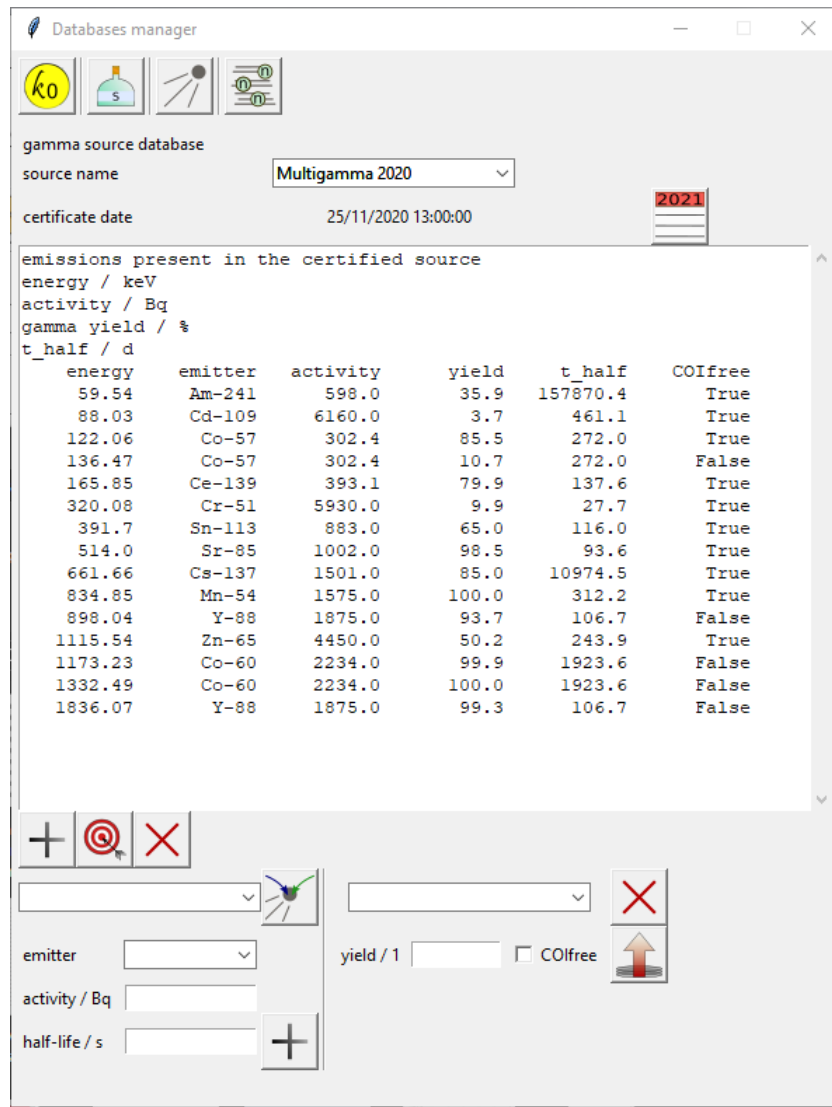 Databases manager
k0
s
n
n
n
gamma source database
source name Multigamma 2020
certificate date 25/11/2020 13:00:00
2021
emissions present in the certified source
energy / keV
activity / Bq
gamma yield / %
t_half / d
energy emitter activity yield t_half COIfree
59.54 Am-241 598.0 35.9 157870.4 True
88.03 Cd-109 6160.0 3.7 461.1 True
122.06 Co-57 302.4 85.5 272.0 True
136.47 Co-57 302.4 10.7 272.0 False
165.85 Ce-139 393.1 79.9 137.6 True
320.08 Cr-51 5930.0 9.9 27.7 True
391.7 Sn-113 883.0 65.0 116.0 True
514.0 Sr-85 1002.0 98.5 93.6 True
661.66 Cs-137 1501.0 85.0 10974.5 True
834.85 Mn-54 1575.0 100.0 312.2 True
898.04 Y-88 1875.0 93.7 106.7 False
1115.54 Zn-65 4450.0 50.2 243.9 True
1173.23 Co-60 2234.0 99.9 1923.6 False
1332.49 Co-60 2234.0 100.0 1923.6 False
1836.07 Y-88 1875.0 99.3 106.7 False
emitter yield / 1 COIfree
activity / Bq
half-life / s